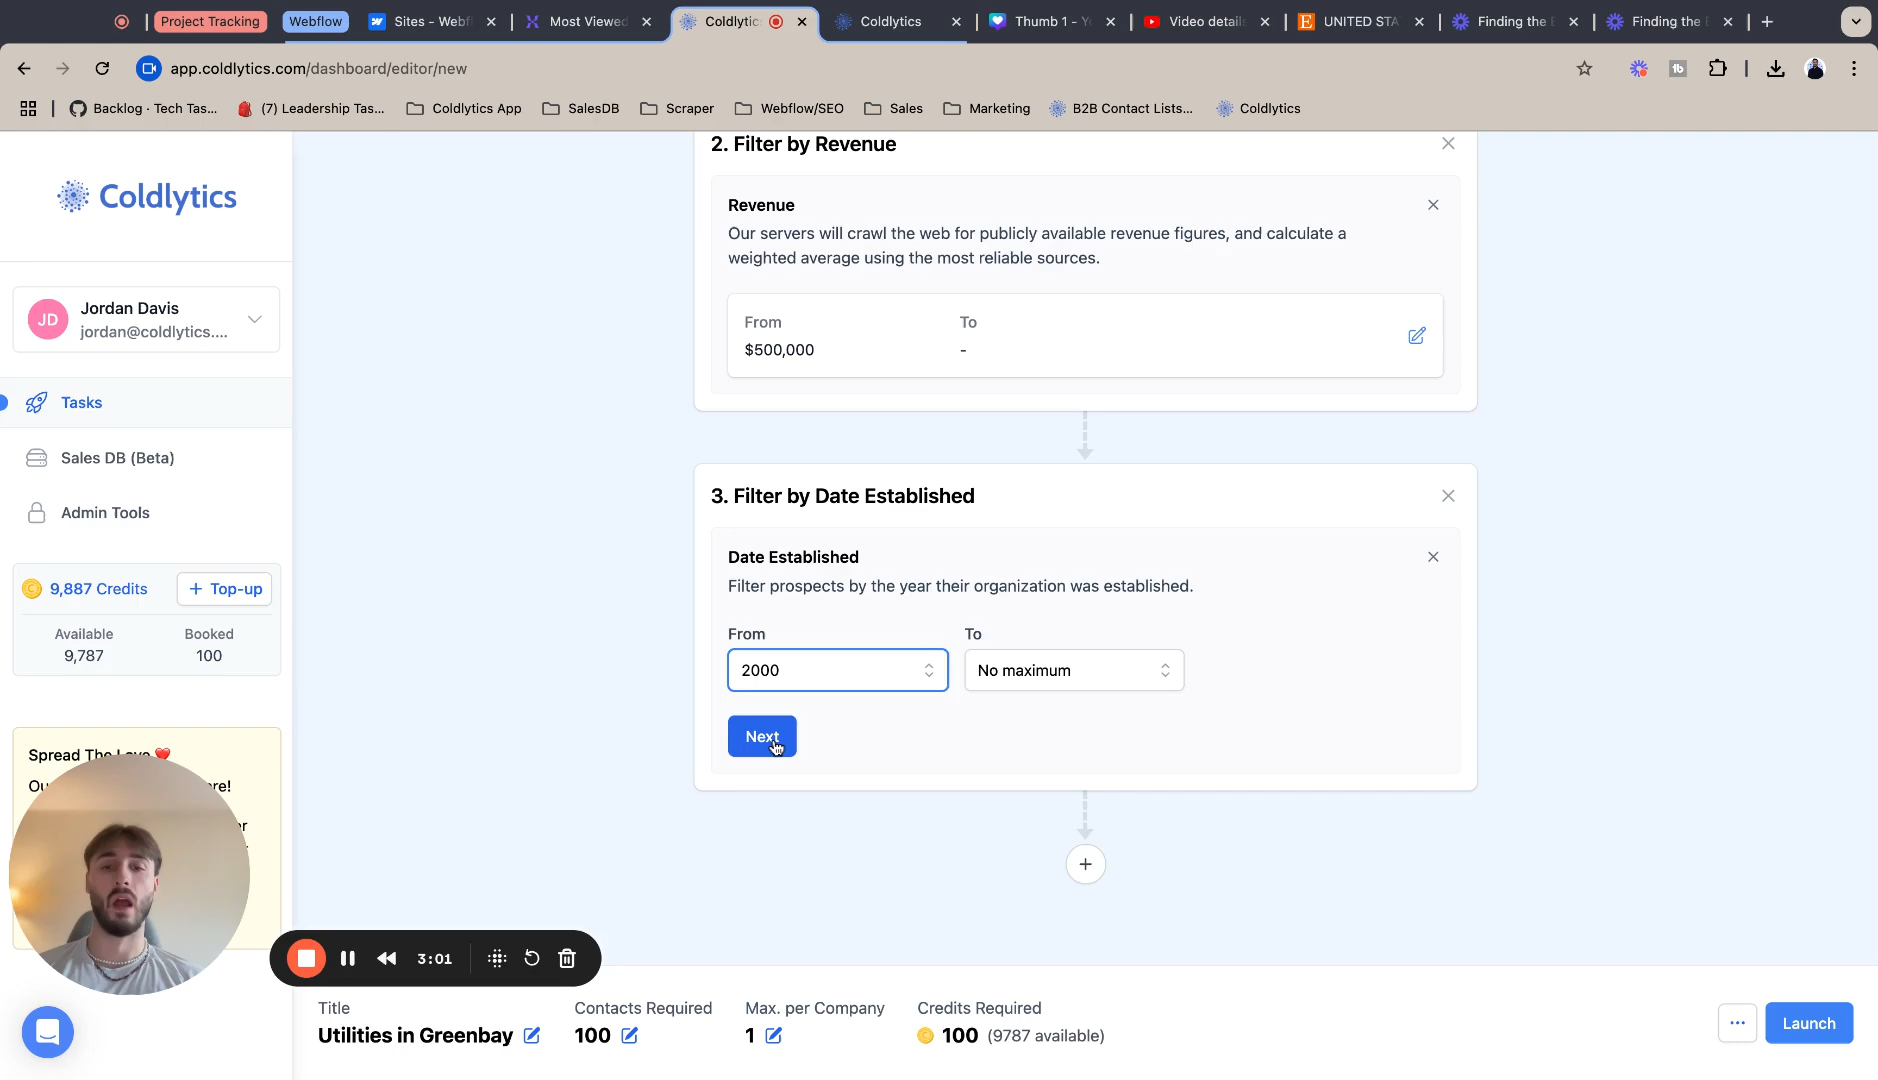 Project Tracking
Webflow
Sites - Webf
Most Viewed
Coldlytic
Coldlytics
Thumb 1 - Y
Video details
UNITED STA
Finding the
Finding the
app.coldlytics.com/dashboard/editor/new
Backlog · Tech Tas...
(7) Leadership Tas...
Coldlytics App
SalesDB
Scraper
Webflow/SEO
Sales
Marketing
B2B Contact Lists...
Coldlytics
Coldlytics
JD
Jordan Davis
jordan@coldlytics....
Tasks
Sales DB (Beta)
Admin Tools
9,887 Credits
+ Top-up
Available
Booked
9,787
100
Spread The Love ❤️
2. Filter by Revenue
Revenue
Our servers will crawl the web for publicly available revenue figures, and calculate a
weighted average using the most reliable sources.
From
To
$500,000
-
3. Filter by Date Established
Date Established
Filter prospects by the year their organization was established.
From
To
2000
No maximum
Next
3:01
Title
Contacts Required
Max. per Company
Credits Required
Utilities in Greenbay
100
1
100 (9787 available)
Launch